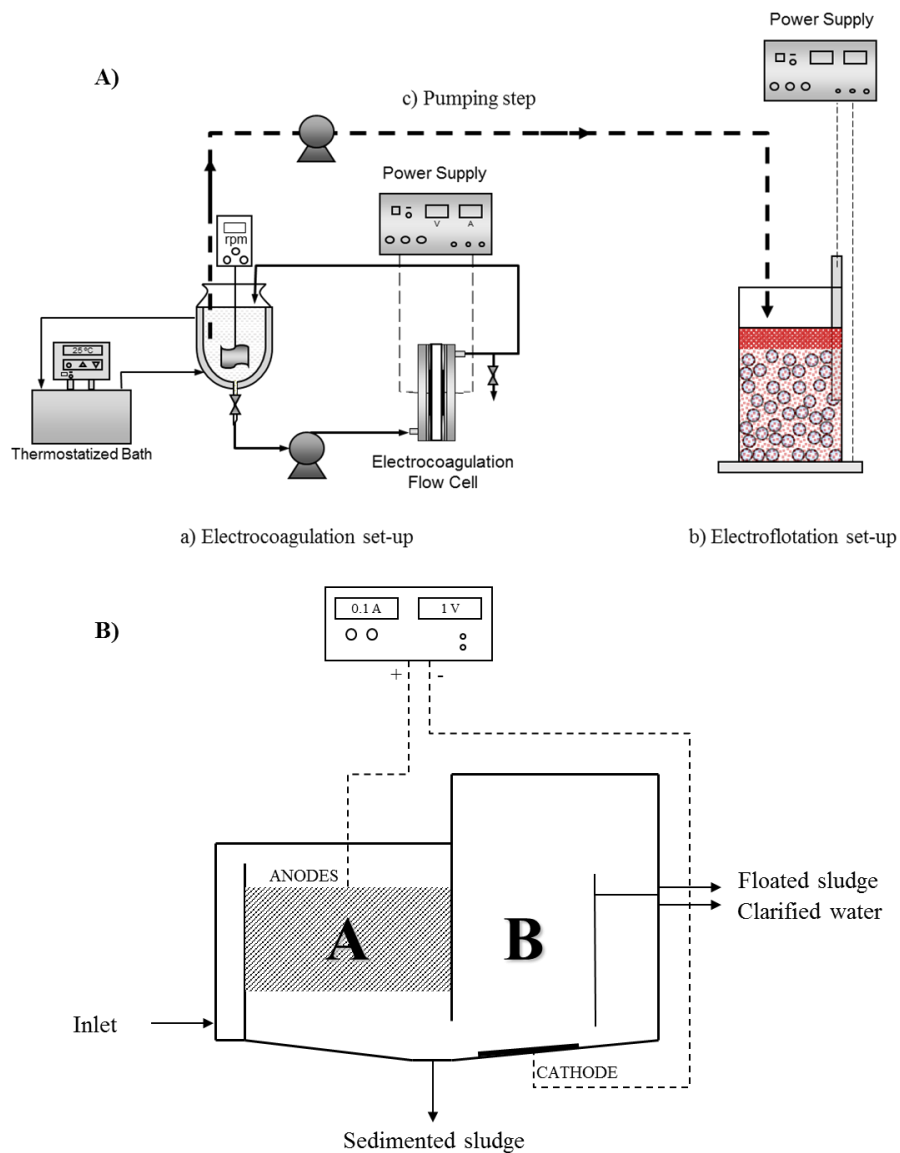 Power Supply
A)
c) Pumping step
Power Supply
V A
rpm
25 ºC
Thermostatized Bath
Electrocoagulation
Flow Cell
a) Electrocoagulation set-up
b) Electroflotation set-up
B)
0.1 A
1 V
+ -
ANODES
A
B
Floated sludge
Clarified water
Inlet
CATHODE
Sedimented sludge